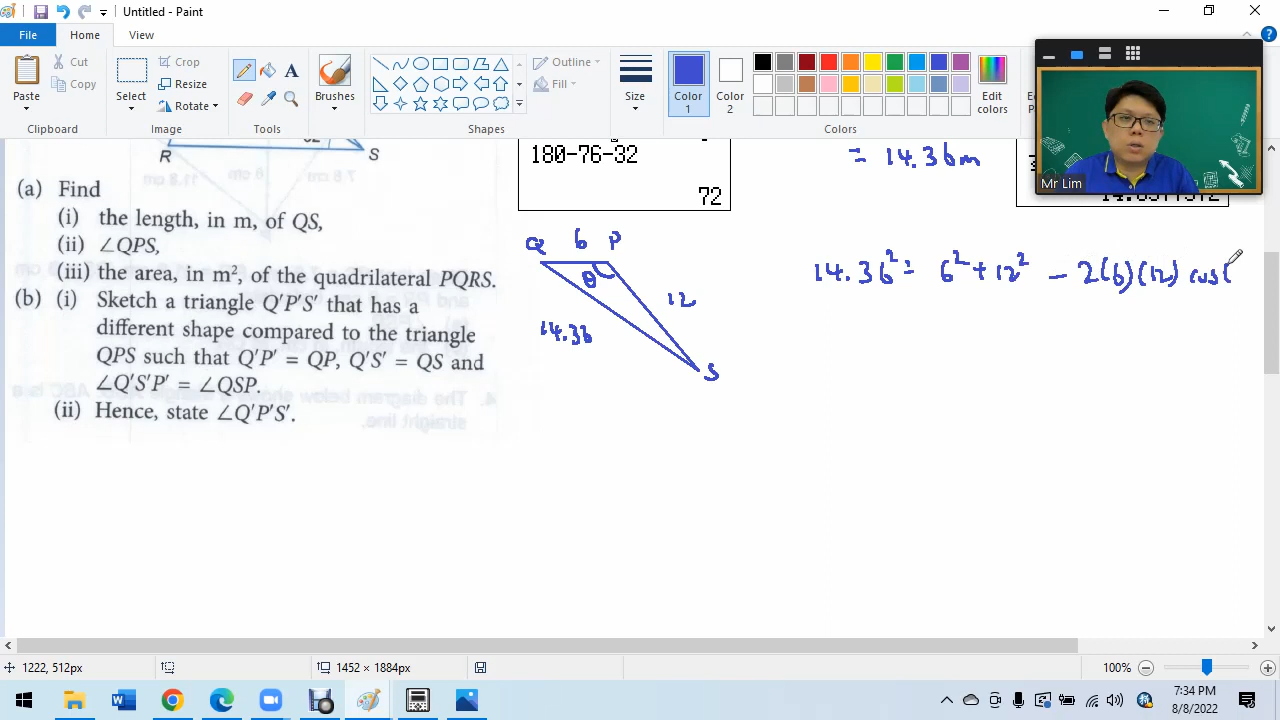 Untitled - Paint
File
Home
View
Paste
Cut
Copy
Clipboard
Select
Crop
Resize
Rotate
Image
A
Tools
Brushes
Outline
Fill
Shapes
Size
Color 1
Color 2
Edit colors
Colors
Mr Lim
R
S
180-76-32
72
= 14.36m
(a) Find
(i) the length, in m, of QS,
(ii) ∠QPS,
(iii) the area, in m², of the quadrilateral PQRS.
(b) (i) Sketch a triangle Q'P'S' that has a
different shape compared to the triangle
QPS such that Q'P' = QP, Q'S' = QS and
∠Q'S'P' = ∠QSP.
(ii) Hence, state ∠Q'P'S'.
Q 6 P
θ
12
14.36
S
14.36² = 6² + 12² - 2(6)(12) cos(
1222, 512px
1452 × 1884px
100%
7:34 PM
8/8/2022